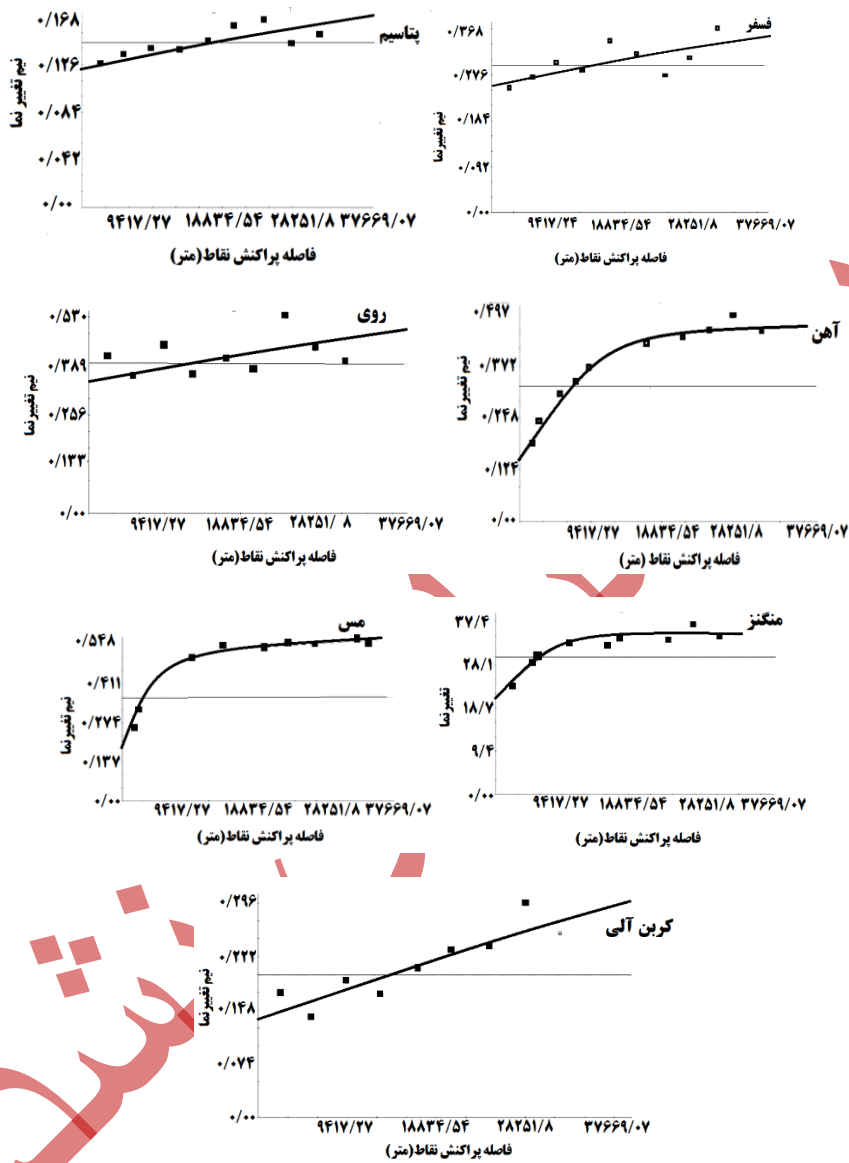 پتاسیم
نیم تغییر نما
۰/۱۶۸
۰/۱۲۶
۰/۰۸۴
۰/۰۴۲
۰/۰۰
۹۴۱۷/۲۷ ۱۸۸۳۴/۵۴ ۲۸۲۵۱/۸ ۳۷۶۶۹/۰۷
فاصله پراکنش نقاط(متر)
فسفر
نیم تغییر نما
۰/۳۶۸
۰/۲۷۶
۰/۱۸۴
۰/۰۹۲
۰/۰۰
۹۴۱۷/۲۴ ۱۸۸۳۴/۵۴ ۲۸۲۵۱/۸ ۳۷۶۶۹/۰۷
فاصله پراکنش نقاط(متر)
روی
نیم تغییر نما
۰/۵۳۰
۰/۳۸۹
۰/۲۵۶
۰/۱۳۳
۰/۰۰
۹۴۱۷/۲۷ ۱۸۸۳۴/۵۴ ۲۸۲۵۱/۸ ۳۷۶۶۹/۰۷
فاصله پراکنش نقاط(متر)
آهن
نیم تغییر نما
۰/۴۹۷
۰/۳۷۲
۰/۲۴۸
۰/۱۲۴
۰/۰۰
۹۴۱۷/۲۷ ۱۸۸۳۴/۵۴ ۲۸۲۵۱/۸ ۳۷۶۶۹/۰۷
فاصله پراکنش نقاط (متر)
مس
نیم تغییر نما
۰/۵۴۸
۰/۴۱۱
۰/۲۷۴
۰/۱۳۷
۰/۰۰
۹۴۱۷/۲۷ ۱۸۸۳۴/۵۴ ۲۸۲۵۱/۸ ۳۷۶۶۹/۰۷
فاصله پراکنش نقاط(متر)
منگنز
تغییر نما
۳۷/۴
۲۸/۱
۱۸/۷
۹/۴
۰/۰۰
۹۴۱۷/۲۷ ۱۸۸۳۴/۵۴ ۲۸۲۵۱/۸ ۳۷۶۶۹/۰۷
فاصله پراکنش نقاط(متر)
کربن آلی
نیم تغییر نما
۰/۲۹۶
۰/۲۲۲
۰/۱۴۸
۰/۰۷۴
۰/۰۰
۹۴۱۷/۲۷ ۱۸۸۳۴/۵۴ ۲۸۲۵۱/۸ ۳۷۶۶۹/۰۷
فاصله پراکنش نقاط(متر)